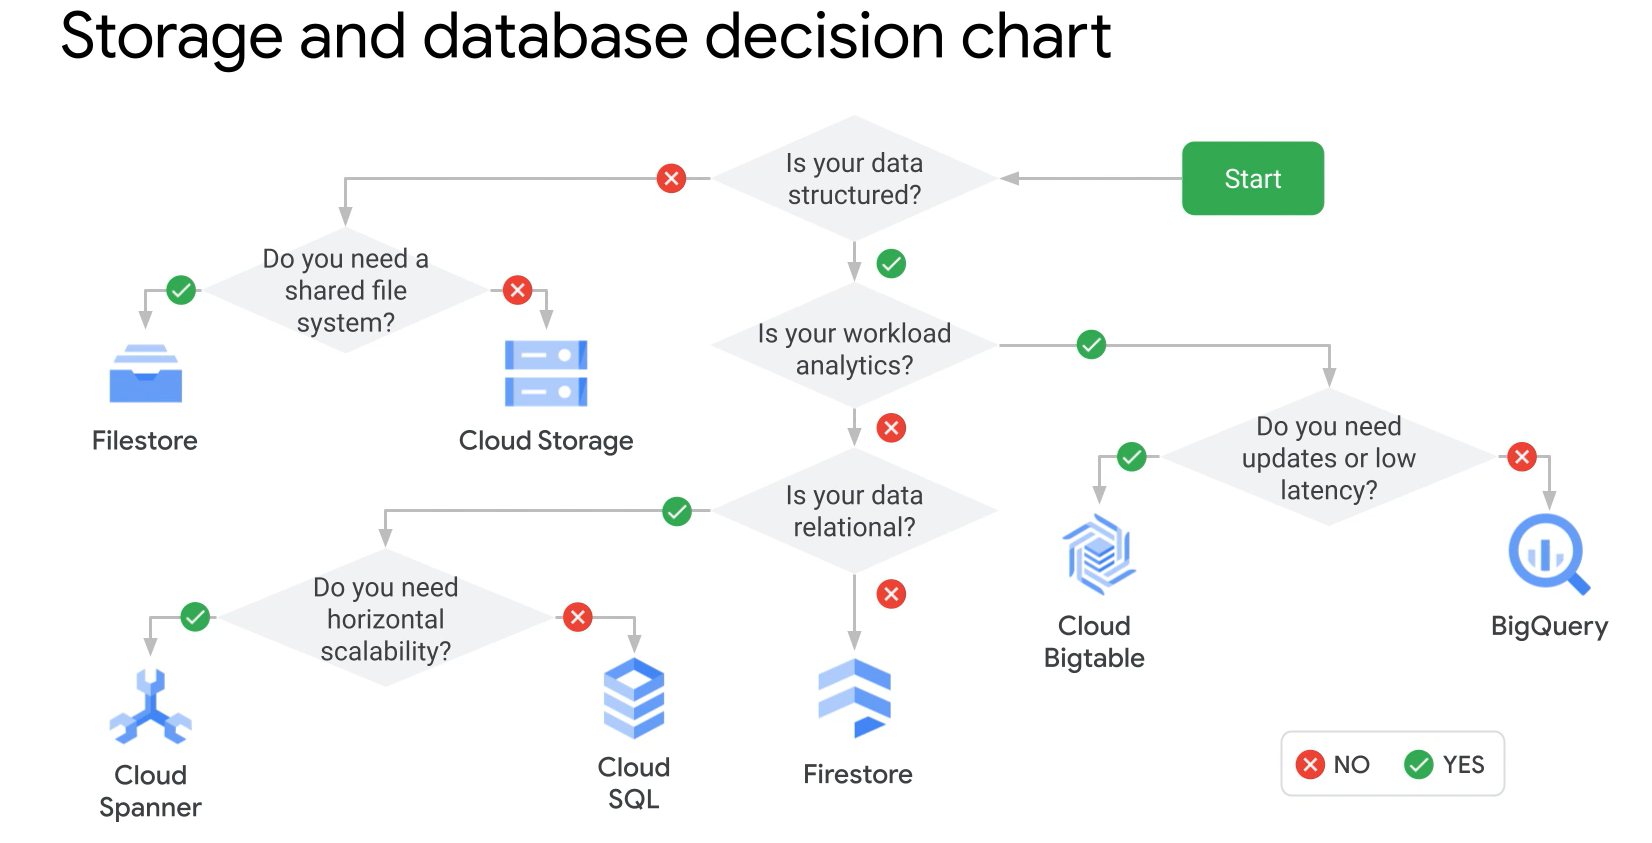 Storage and database decision chart
Is your data
structured?
Start
Do you need a
shared file
system?
Is your workload
analytics?
Filestore
Cloud Storage
Do you need
updates or low
latency?
Is your data
relational?
Do you need
horizontal
scalability?
Cloud
Bigtable
BigQuery
Cloud
Spanner
Cloud
SQL
Firestore
NO
YES